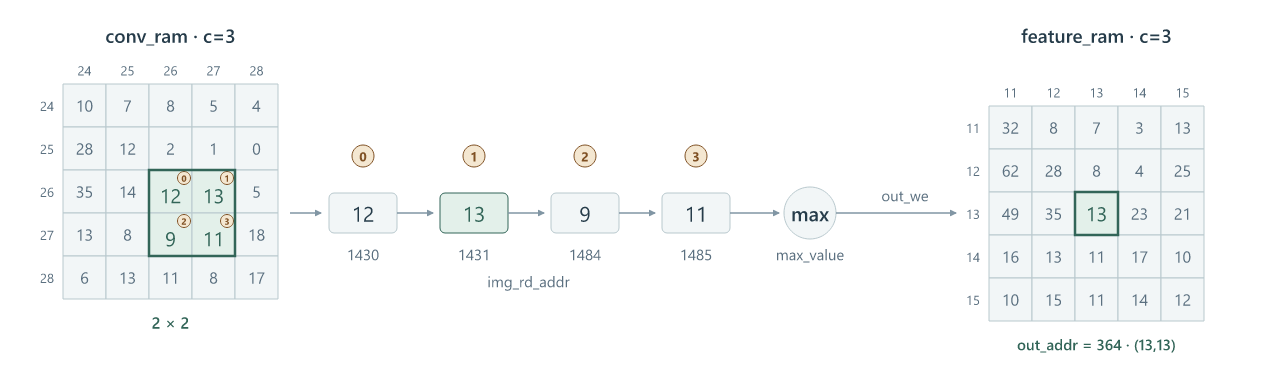 conv_ram · c=3
24 25 26 27 28
24 10 7 8 5 4
25 28 12 2 1 0
0 1
26 35 14 12 13 5
2 3
27 13 8 9 11 18
28 6 13 11 8 17
2 × 2
0 1 2 3
12 13 9 11 max
1430 1431 1484 1485 max_value
img_rd_addr
out_we
feature_ram · c=3
11 12 13 14 15
11 32 8 7 3 13
12 62 28 8 4 25
13 49 35 13 23 21
14 16 13 11 17 10
15 10 15 11 14 12
out_addr = 364 · (13,13)